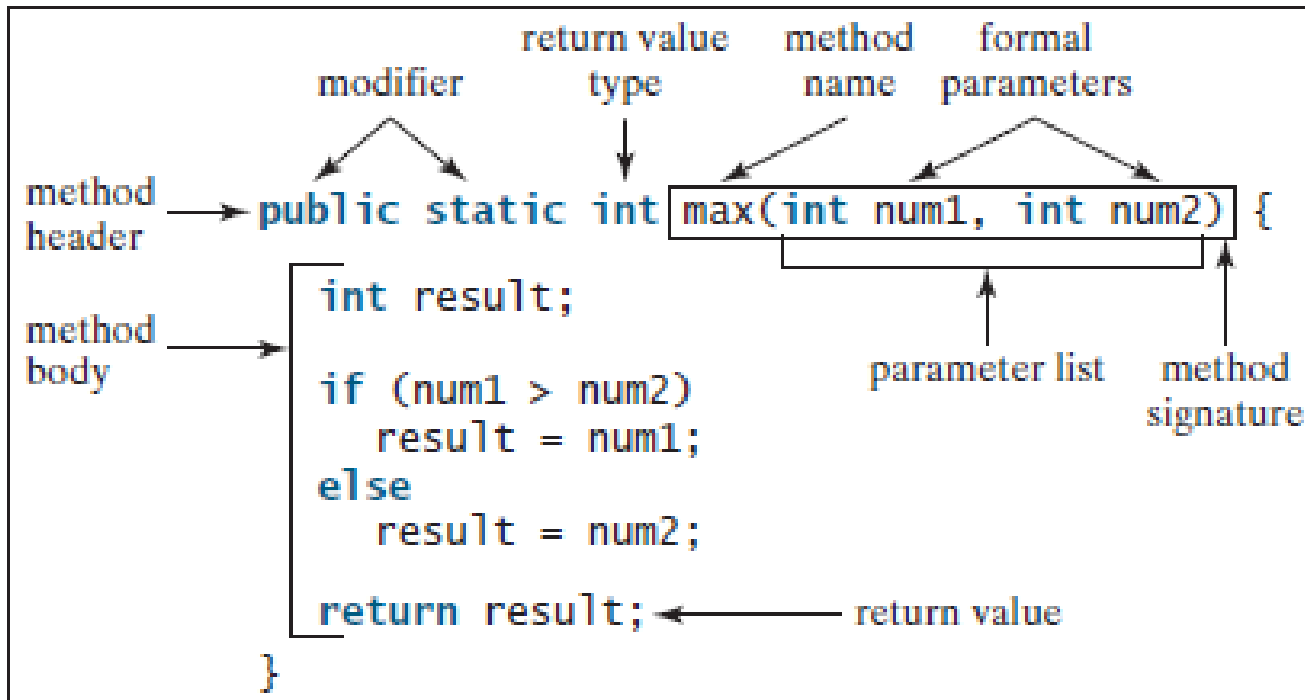 return value type
method name
formal parameters
modifier
method header
public static int max(int num1, int num2) {
int result;
method body
parameter list
method signature
if (num1 > num2)
result = num1;
else
result = num2;
return result;
return value
}